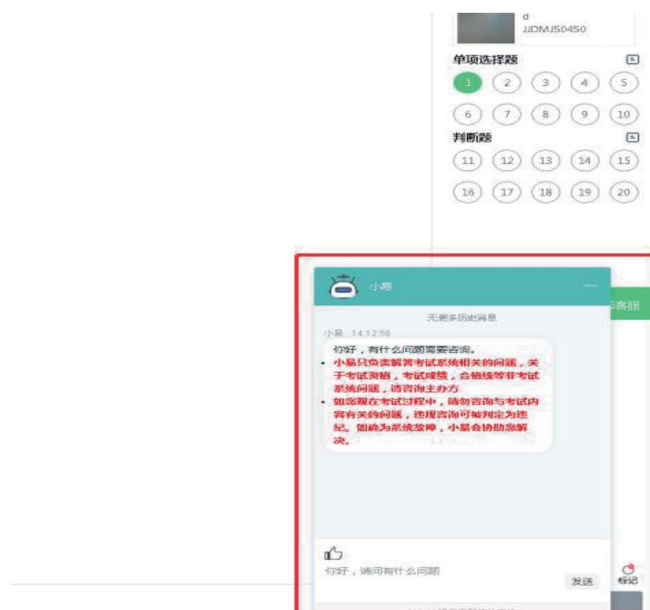 d
JJDMJS0450
单项选择题
1 2 3 4 5
6 7 8 9 10
判断题
11 12 13 14 15
16 17 18 19 20
小易
客服
无更多历史消息
小易 14:12:56
你好，有什么问题需要咨询。
小易只负责解答考试系统相关的问题，关
于考试资格，考试成绩，合格线等非考试
系统问题，请咨询主办方
如您现在考试过程中，请勿咨询与考试内
容有关的问题，违规咨询可被判定为违
纪。如确为系统故障，小易会协助您解
决。
你好，请问有什么问题
发送
标记